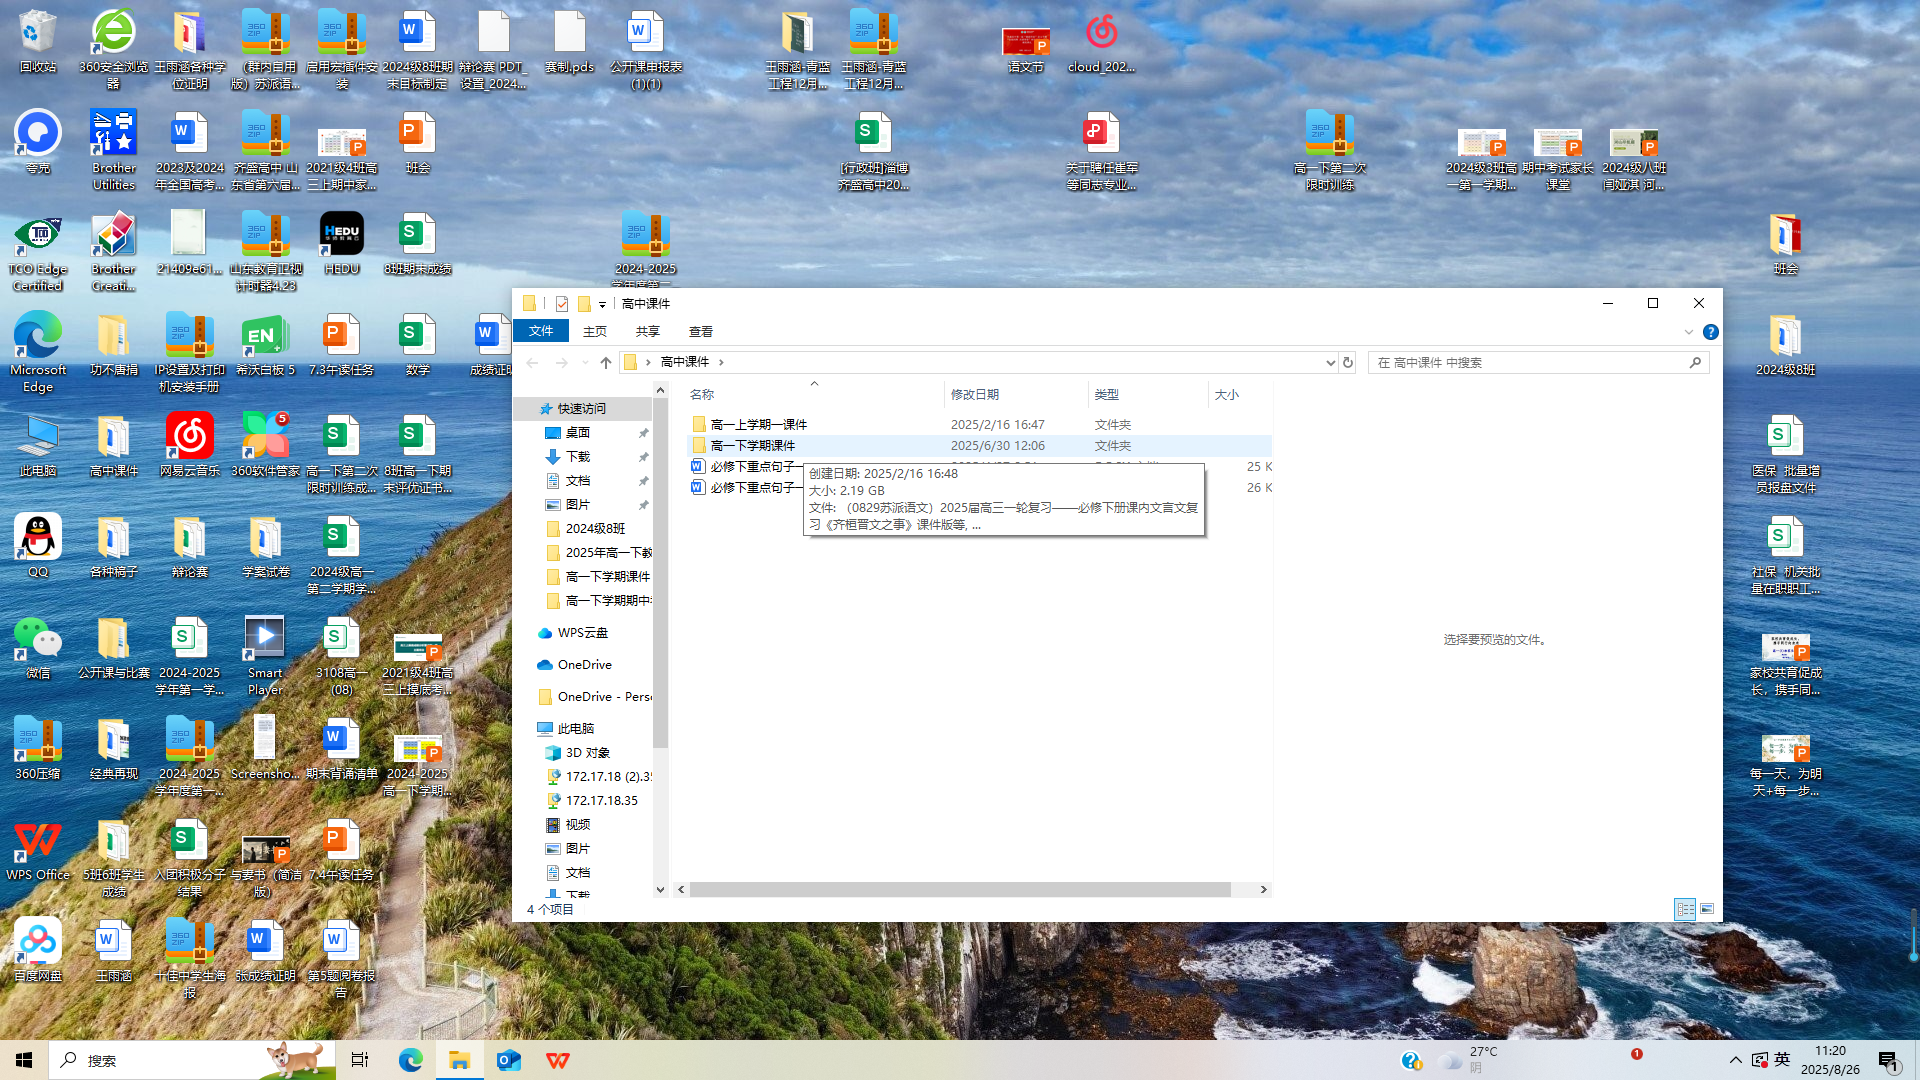 回收站
360安全浏览
器
王雨涵各种学
位证明
(群内自用
版) 苏派语...
启用宏插件安
装
2024级8班期
末目标制定
辩论赛 PDT_
设置_2024...
赛制.pds
公开课申报表
(1)(1)
王雨涵-青蓝
工程12月...
王雨涵-青蓝
工程12月...
语文节
cloud_202...
夸克
Brother
Utilities
2023及2024
年全国高考...
齐盛高中 山
东省第六届...
2021级4班高
三上期中家...
班会
[行政班]淄博
齐盛高中20...
关于聘任崔军
等同志专业...
高一下第二次
限时训练
2024级3班高
一第一学期...
期中考试家长
课堂
2024级八班
闫娅淇 河...
TCO Edge
Certified
Brother
Creati...
21409e61...
山东教育卫视
计时器4.23
HEDU
8班期末成绩
2024-2025
学年度第二...
班会
Microsoft
Edge
功不唐捐
IP设置及打印
机安装手册
希沃白板 5
7.3午读任务
数学
成绩证明
2024级8班
此电脑
高中课件
网易云音乐
360软件管家
高一下第二次
限时训练成...
8班高一下期
末评优证书...
医保_批量增
员报盘文件
QQ
各种稿子
辩论赛
学案试卷
2024级高一
第二学期学...
社保_机关批
量在职职工...
微信
公开课与比赛
2024-2025
学年第一学...
Smart
Player
3108高一
(08)
2021级4班高
三上摸底考...
家校共育促成
长，携手同...
360压缩
经典再现
2024-2025
学年度第一...
Screensho...
期末背诵清单
2024-2025
高一下学期...
每一天，为明
天+每一步...
WPS Office
5班6班学生
成绩
入团积极分子
结果
与妻书（简洁
版）
7.4午读任务
百度网盘
王雨涵
十佳中学生海
报
张成绩证明
第5题阅卷报
告
高中课件
文件
主页
共享
查看
高中课件
在 高中课件 中搜索
名称
修改日期
类型
大小
高一上学期一课件
2025/2/16 16:47
文件夹
高一下学期课件
2025/6/30 12:06
文件夹
必修下重点句子一
25 K
必修下重点句子一
26 K
创建日期: 2025/2/16 16:48
大小: 2.19 GB
文件: （0829苏派语文）2025届高三一轮复习——必修下册课内文言文复
习《齐桓晋文之事》课件版等, ...
快速访问
桌面
下载
文档
图片
2024级8班
2025年高一下教
高一下学期课件
高一下学期期中
WPS云盘
OneDrive
OneDrive - Pers
此电脑
3D 对象
172.17.18 (2).3
172.17.18.35
视频
图片
文档
下载
选择要预览的文件。
4 个项目
搜索
27°C
阴
英
11:20
2025/8/26